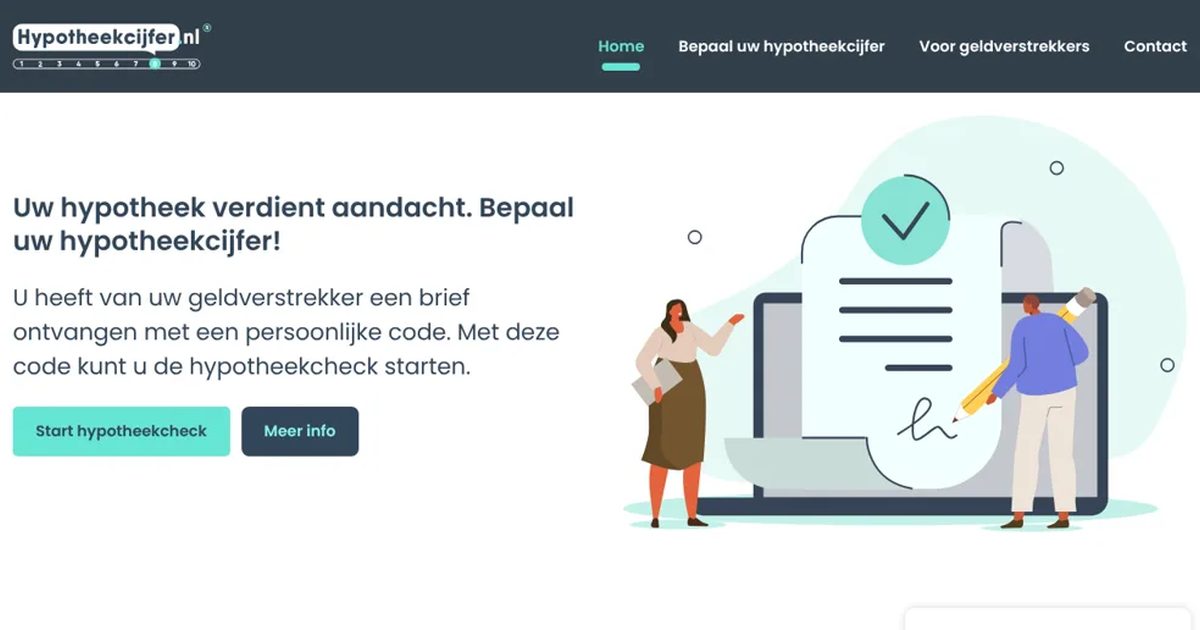 Hypotheekcijfer.nl®
1 2 3 4 5 6 7 8 9 10
Home Bepaal uw hypotheekcijfer Voor geldverstrekkers Contact
Uw hypotheek verdient aandacht. Bepaal
uw hypotheekcijfer!
U heeft van uw geldverstrekker een brief
ontvangen met een persoonlijke code. Met deze
code kunt u de hypotheekcheck starten.
Start hypotheekcheck Meer info